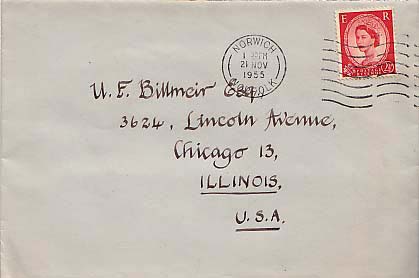 E R
NORWICH
21 NOV
1955
NORFOLK
U. F. Billmeir Esq.
3624, Lincoln Avenue,
Chicago 13,
ILLINOIS.
U.S.A.